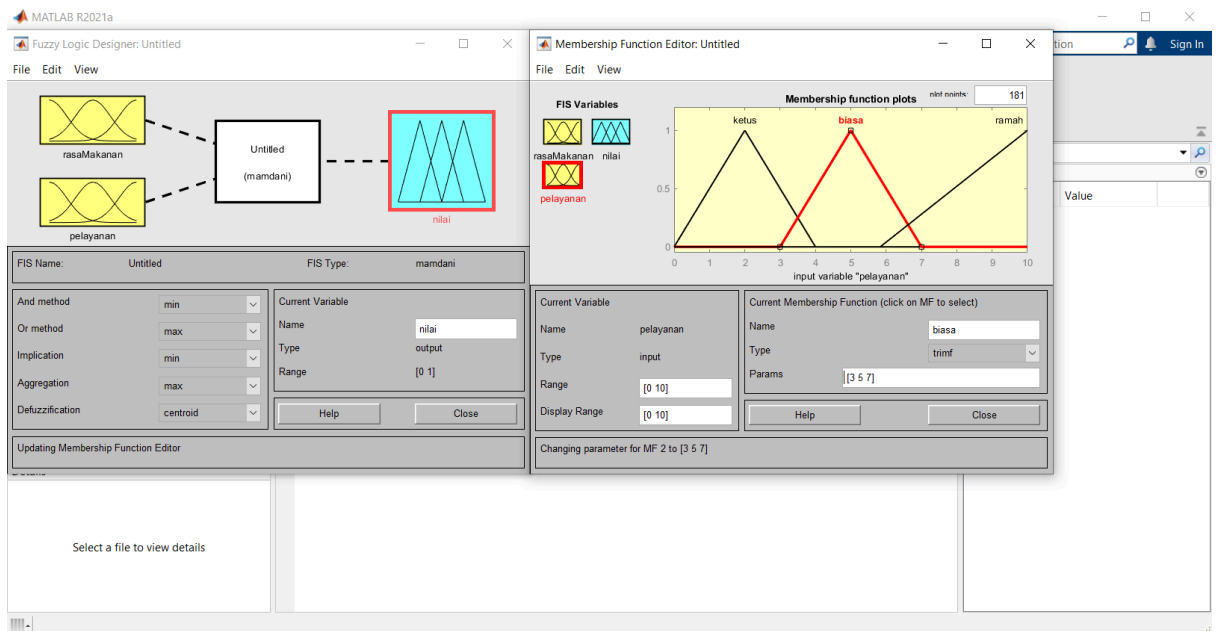 MATLAB R2021a
Fuzzy Logic Designer: Untitled
File Edit View
rasaMakanan
pelayanan
Untitled
(mamdani)
nilai
FIS Name: Untitled FIS Type: mamdani
And method min
Or method max
Implication min
Aggregation max
Defuzzification centroid
Current Variable
Name nilai
Type output
Range [0 1]
Help Close
Updating Membership Function Editor
Membership Function Editor: Untitled
File Edit View
FIS Variables
rasaMakanan nilai
pelayanan
Membership function plots plot points: 181
ketus biasa ramah
1
0.5
0
0 1 2 3 4 5 6 7 8 9 10
input variable "pelayanan"
Current Variable
Name pelayanan
Type input
Range [0 10]
Display Range [0 10]
Current Membership Function (click on MF to select)
Name biasa
Type trimf
Params [3 5 7]
Help Close
Changing parameter for MF 2 to [3 5 7]
Sign In
Value
Select a file to view details